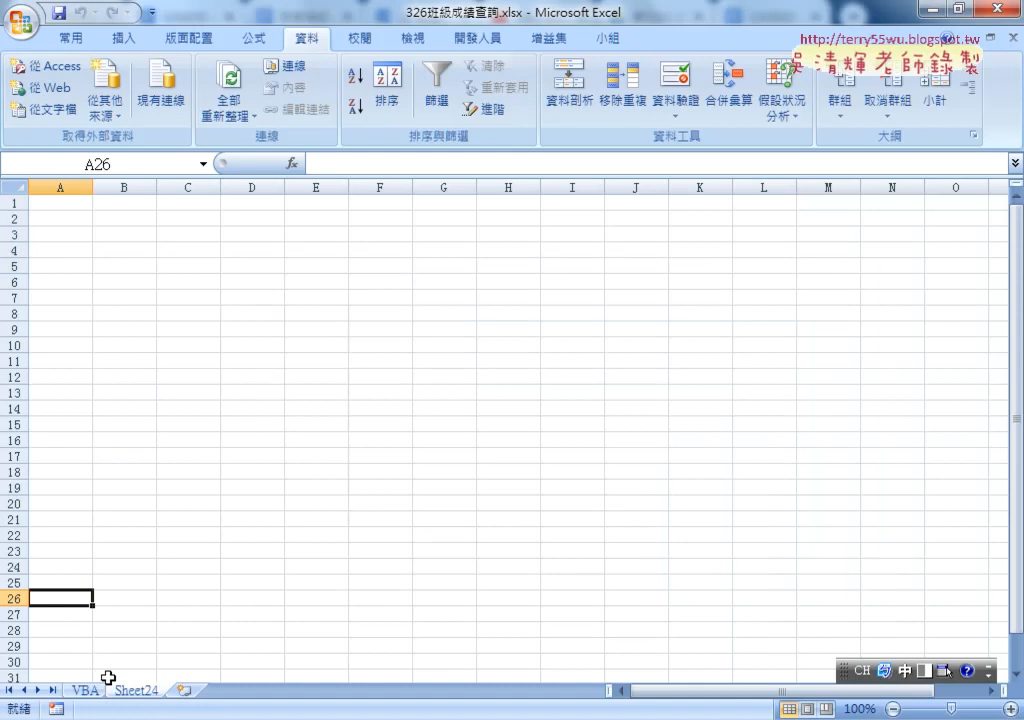 326班級成績查詢.xlsx - Microsoft Excel
常用 插入 版面配置 公式 資料 校閱 檢視 開發人員 增益集 小組
http://terry55wu.blogspot.tw
吳清輝老師錄製
從 Access
從 Web
從文字檔
從其他來源
現有連線
取得外部資料
全部重新整理
連線
內容
編輯連結
連線
排序
篩選
清除
重新套用
進階
排序與篩選
資料剖析 移除重複 資料驗證 合併彙算 假設狀況分析
資料工具
群組 取消群組 小計
大綱
A26 fx
A B C D E F G H I J K L M N O
1
2
3
4
5
6
7
8
9
10
11
12
13
14
15
16
17
18
19
20
21
22
23
24
25
26
27
28
29
30
31
CH 中
VBA Sheet24
就緒 100%